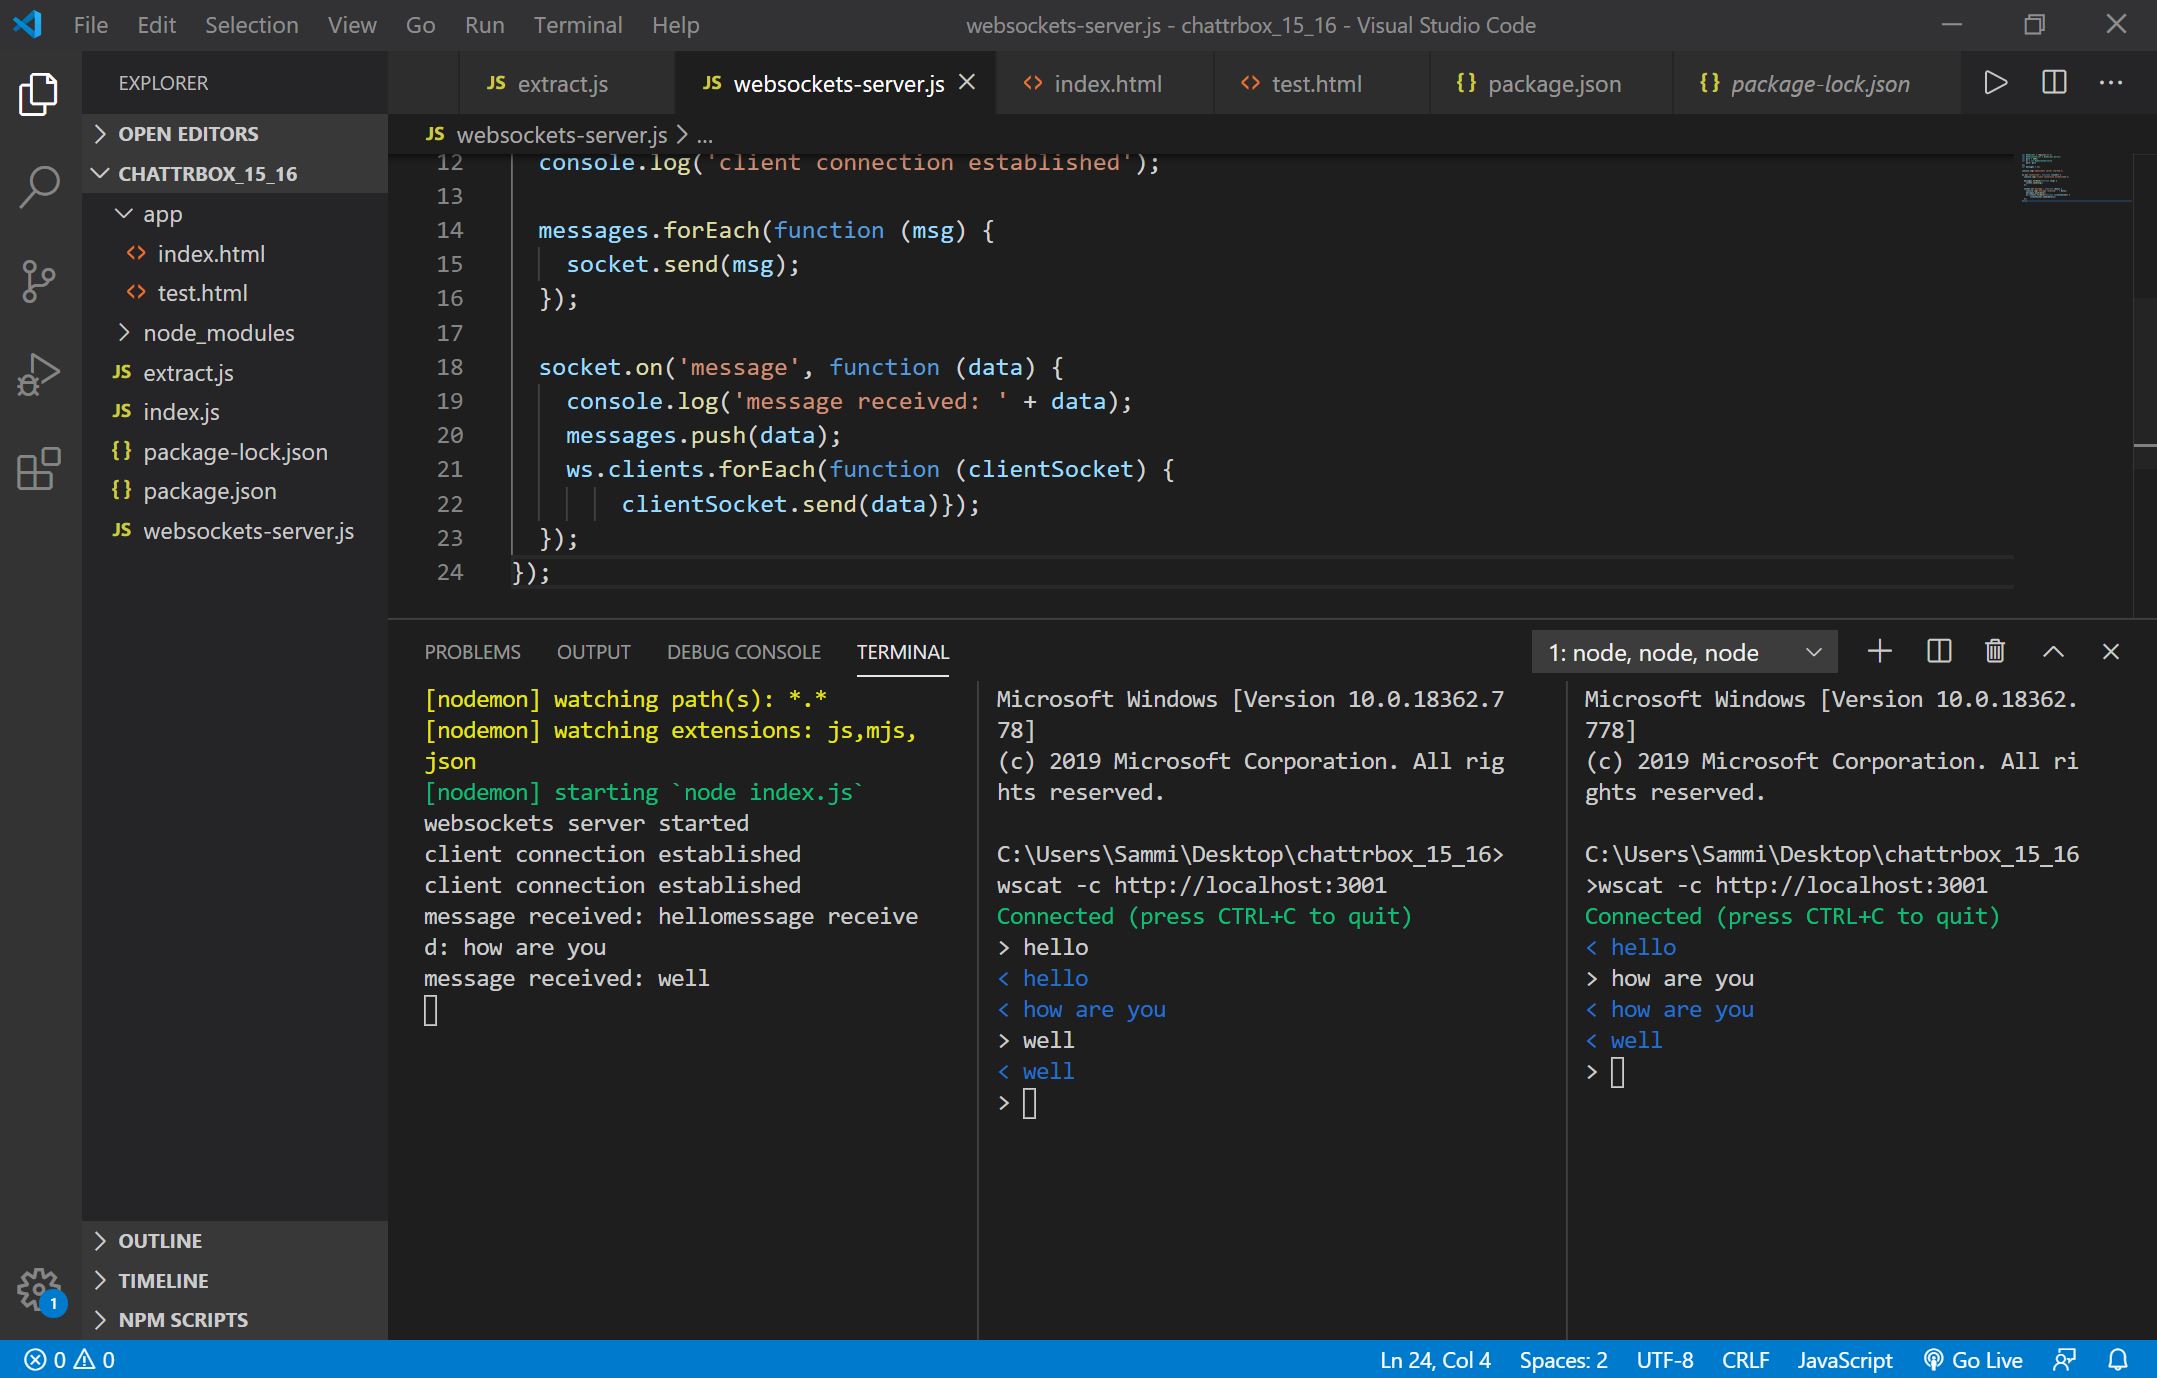 File Edit Selection View Go Run Terminal Help
websockets-server.js - chattrbox_15_16 - Visual Studio Code
EXPLORER
OPEN EDITORS
CHATTRBOX_15_16
app
index.html
test.html
node_modules
JS extract.js
JS index.js
{} package-lock.json
{} package.json
JS websockets-server.js
OUTLINE
TIMELINE
NPM SCRIPTS
1
JS extract.js
JS websockets-server.js
index.html
test.html
{} package.json
{} package-lock.json
JS websockets-server.js > ...
12 console.log('client connection established');
13
14 messages.forEach(function (msg) {
15 socket.send(msg);
16 });
17
18 socket.on('message', function (data) {
19 console.log('message received: ' + data);
20 messages.push(data);
21 ws.clients.forEach(function (clientSocket) {
22 clientSocket.send(data)});
23 });
24 });
PROBLEMS OUTPUT DEBUG CONSOLE TERMINAL
1: node, node, node
[nodemon] watching path(s): *.*
[nodemon] watching extensions: js,mjs,
json
[nodemon] starting `node index.js`
websockets server started
client connection established
client connection established
message received: hellomessage receive
d: how are you
message received: well
Microsoft Windows [Version 10.0.18362.7
78]
(c) 2019 Microsoft Corporation. All rig
hts reserved.
C:\Users\Sammi\Desktop\chattrbox_15_16>
wscat -c http://localhost:3001
Connected (press CTRL+C to quit)
> hello
< hello
< how are you
> well
< well
>
Microsoft Windows [Version 10.0.18362.
778]
(c) 2019 Microsoft Corporation. All ri
ghts reserved.
C:\Users\Sammi\Desktop\chattrbox_15_16
>wscat -c http://localhost:3001
Connected (press CTRL+C to quit)
< hello
> how are you
< how are you
< well
>
0 0
Ln 24, Col 4 Spaces: 2 UTF-8 CRLF JavaScript Go Live